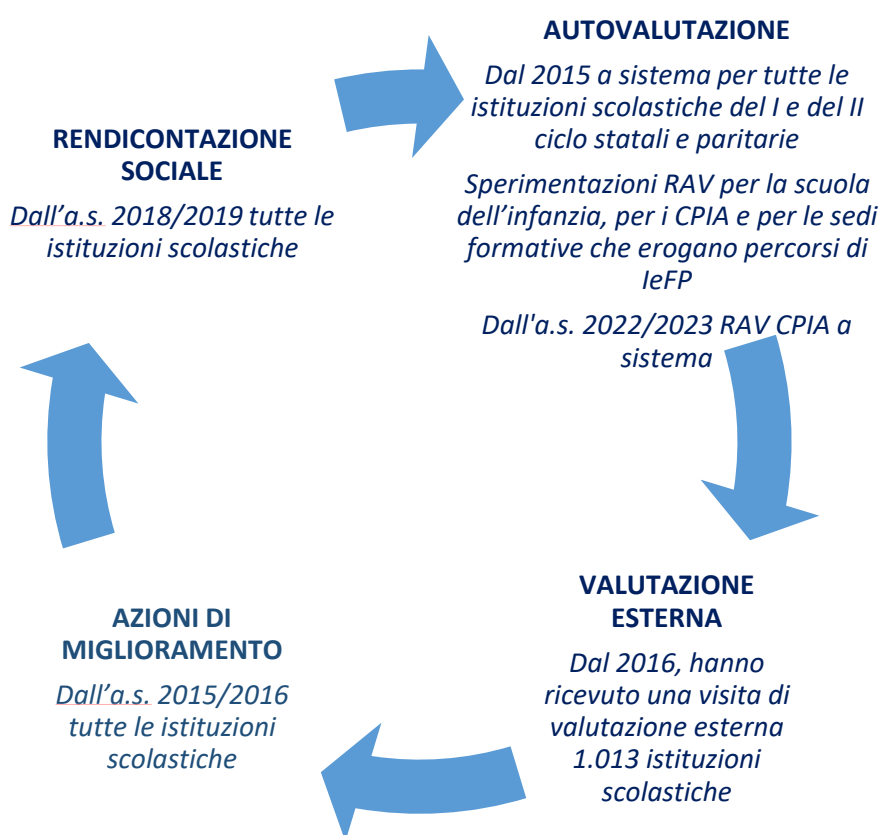 AUTOVALUTAZIONE
Dal 2015 a sistema per tutte le
istituzioni scolastiche del I e del II
ciclo statali e paritarie
Sperimentazioni RAV per la scuola
dell’infanzia, per i CPIA e per le sedi
formative che erogano percorsi di
IeFP
Dall'a.s. 2022/2023 RAV CPIA a
sistema
VALUTAZIONE
ESTERNA
Dal 2016, hanno
ricevuto una visita di
valutazione esterna
1.013 istituzioni
scolastiche
AZIONI DI
MIGLIORAMENTO
Dall’a.s. 2015/2016
tutte le istituzioni
scolastiche
RENDICONTAZIONE
SOCIALE
Dall’a.s. 2018/2019 tutte le
istituzioni scolastiche